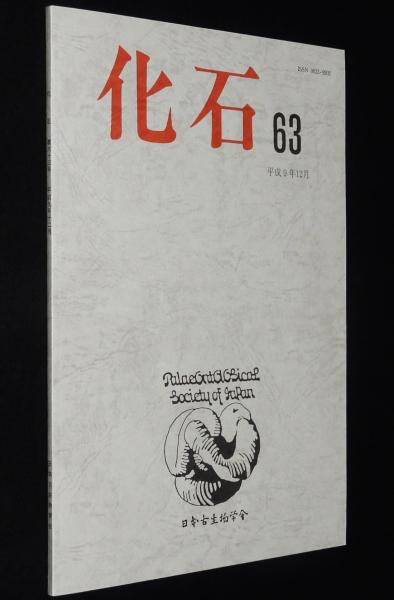 化石
63
平成9年12月
PalaeOntOlOGicaL
Society of JaPan
日本古生物学会